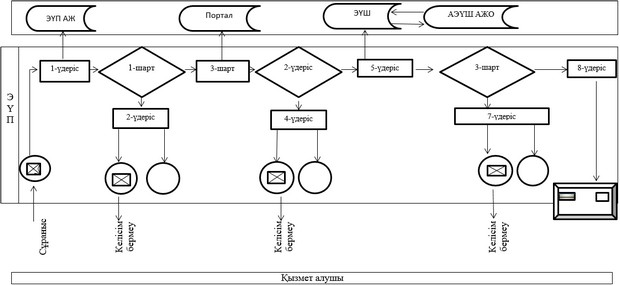 ЭҮП АЖ
Портал
ЭҮШ
АЭҮШ АЖО
Э
Ү
П
1-үдеріс
1-шарт
3-шарт
2-үдеріс
5-үдеріс
3-шарт
8-үдеріс
2-үдеріс
4-үдеріс
7-үдеріс
Сұраныс
Келісім
бермеу
Келісім
бермеу
Келісім
бермеу
Қызмет алушы